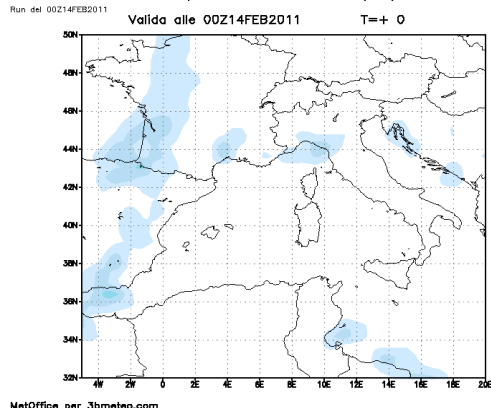 Run del 00Z14FEB2011
Valida alle 00Z14FEB2011 T=+ 0
50N
48N
46N
44N
42N
40N
38N
36N
34N
32N
4W 2W 0 2E 4E 6E 8E 10E 12E 14E 16E 18E 20E
MetOffice per 3bmeteo.com